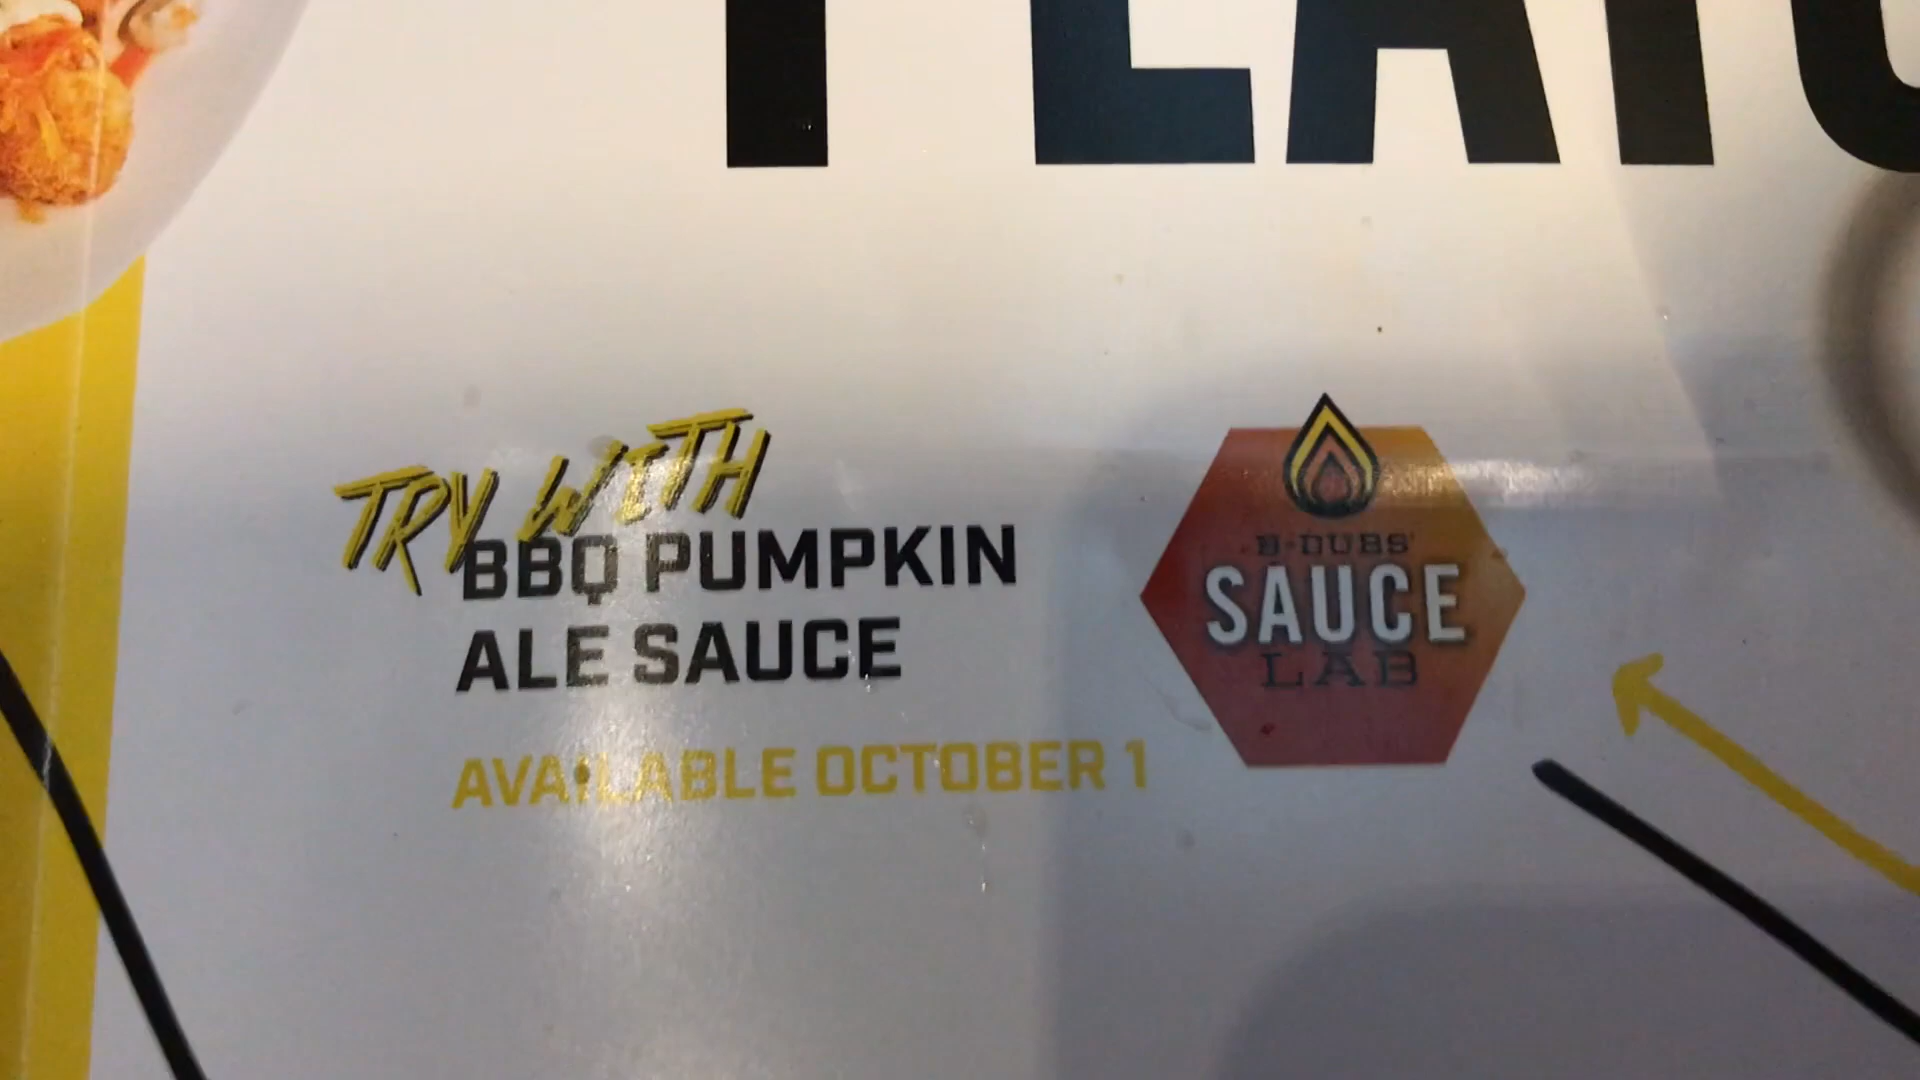 TRY WITH
BBQ PUMPKIN
ALE SAUCE
AVAILABLE OCTOBER 1
B-DUBS'
SAUCE
LAB